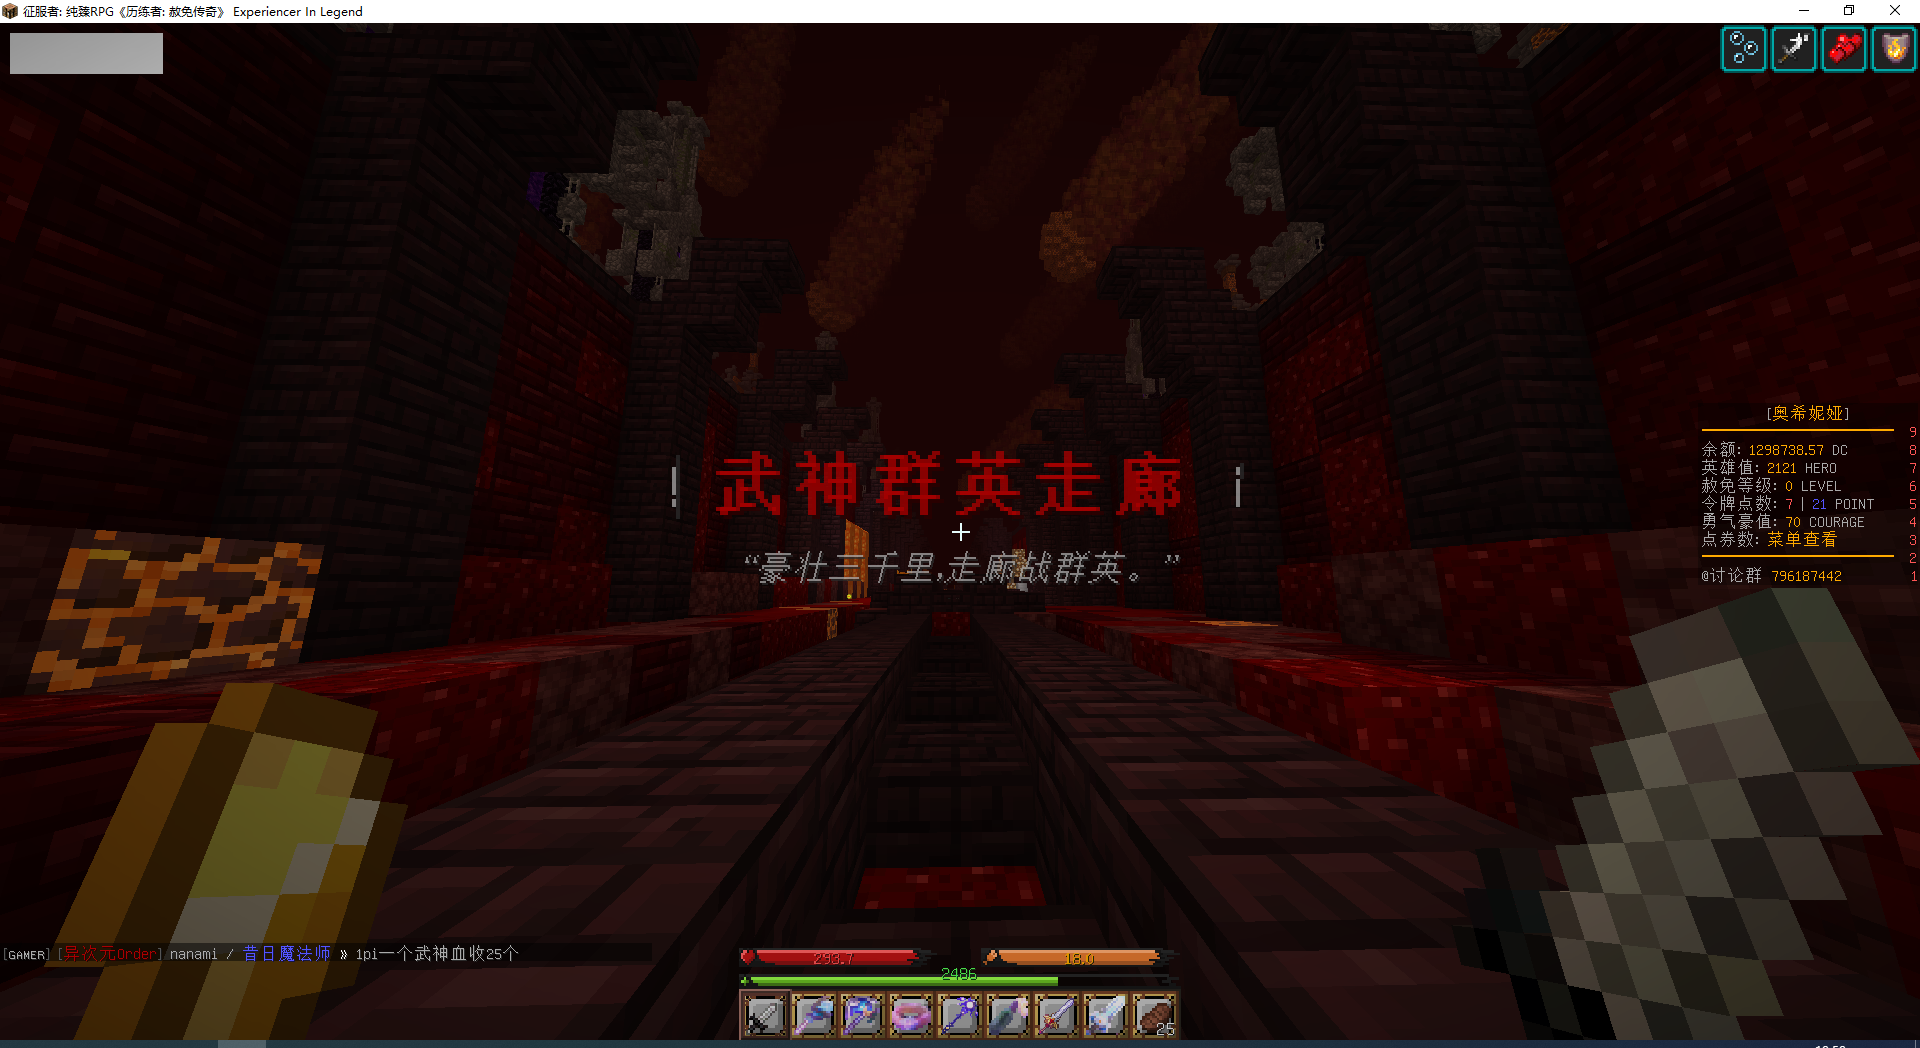 征服者: 纯臻RPG《历练者: 赦免传奇》 Experiencer In Legend
[奥希妮娅]
9
余额: 1298738.57 DC 8
英雄值: 2121 HERO 7
赦免等级: 0 LEVEL 6
令牌点数: 7 | 21 POINT 5
勇气豪值: 70 COURAGE 4
点券数: 菜单查看 3
2
@讨论群 796187442 1
武神群英走廊
“豪壮三千里,走廊战群英。”
[GAMER] [异次元Order] nanami / 昔日魔法师 » 1pi一个武神血收25个
293.7 18.0
2486
25